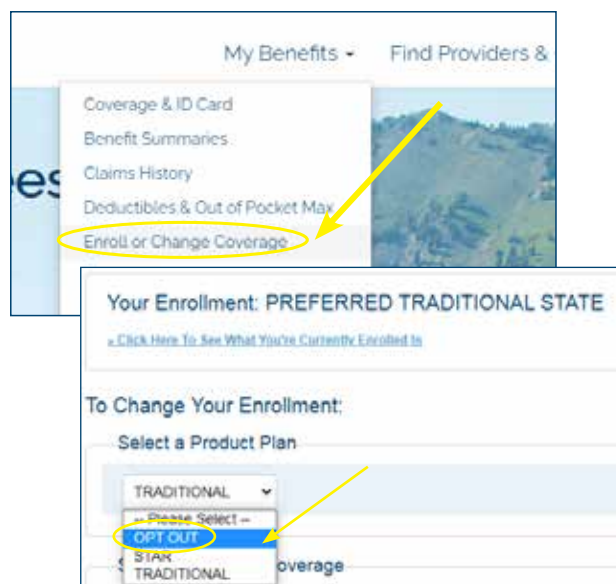 My Benefits Find Providers &
Coverage & ID Card
Benefit Summaries
Claims History
ees
Deductibles & Out of Pocket Max
Enroll or Change Coverage
Your Enrollment: PREFERRED TRADITIONAL STATE
» Click Here To See What You're Currently Enrolled In
To Change Your Enrollment:
Select a Product Plan
TRADITIONAL
-- Please Select --
OPT OUT
STAR
TRADITIONAL
overage